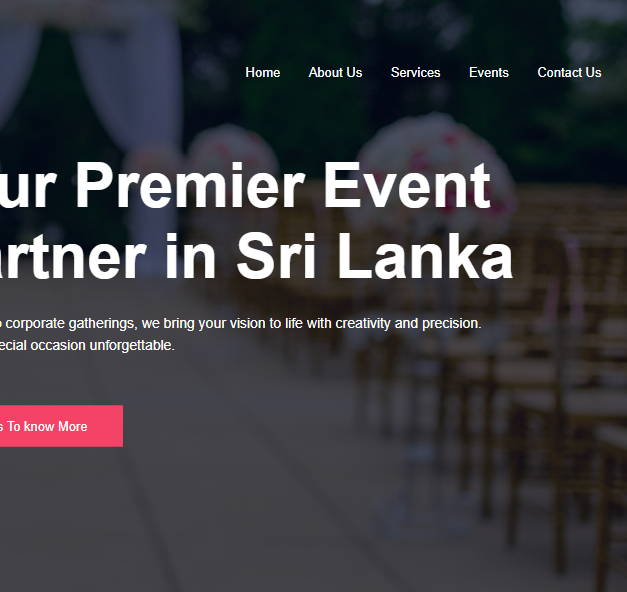 Home About Us Services Events Contact Us
ur Premier Event
artner in Sri Lanka
corporate gatherings, we bring your vision to life with creativity and precision.
ecial occasion unforgettable.
s To know More